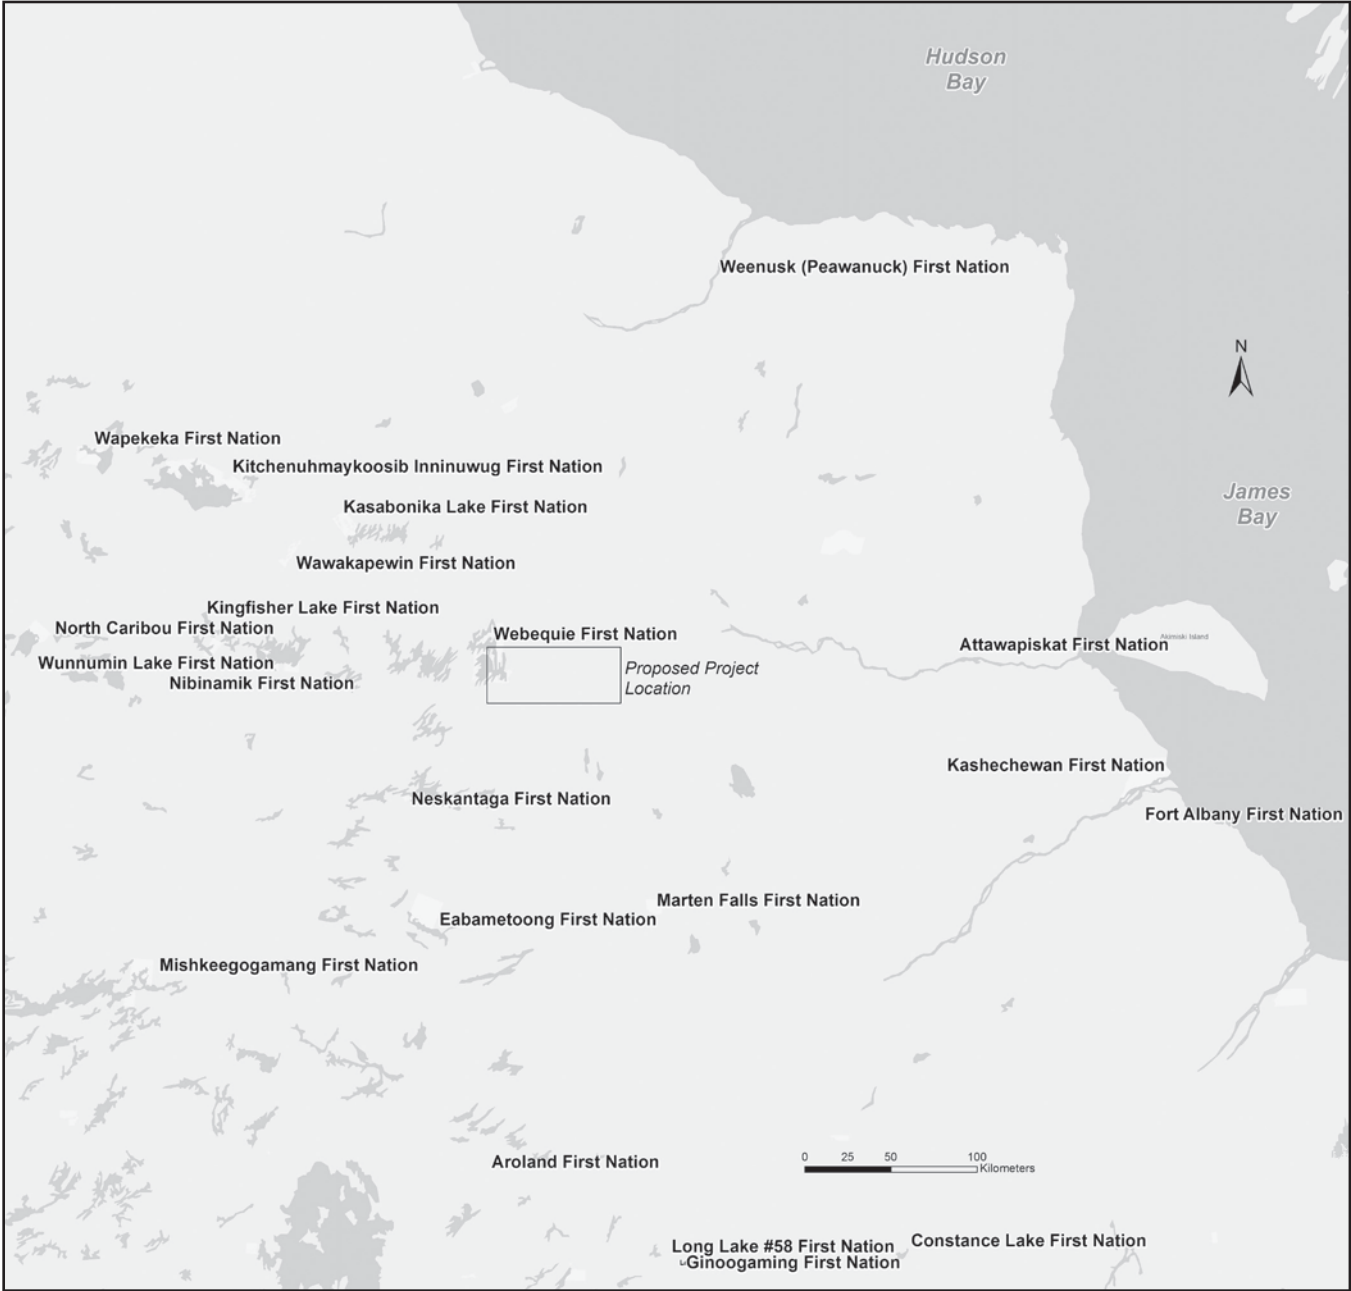 Hudson
Bay
Weenusk (Peawanuck) First Nation
N
Wapekeka First Nation
Kitchenuhmaykoosib Inninuwug First Nation
James
Bay
Kasabonika Lake First Nation
Wawakapewin First Nation
Kingfisher Lake First Nation
North Caribou First Nation
Webequie First Nation
Akimiski Island
Attawapiskat First Nation
Wunnumin Lake First Nation
Proposed Project
Location
Nibinamik First Nation
Kashechewan First Nation
Neskantaga First Nation
Fort Albany First Nation
Marten Falls First Nation
Eabametoong First Nation
Mishkeegogamang First Nation
0 25 50 100
Kilometers
Aroland First Nation
Constance Lake First Nation
Long Lake #58 First Nation
Ginoogaming First Nation